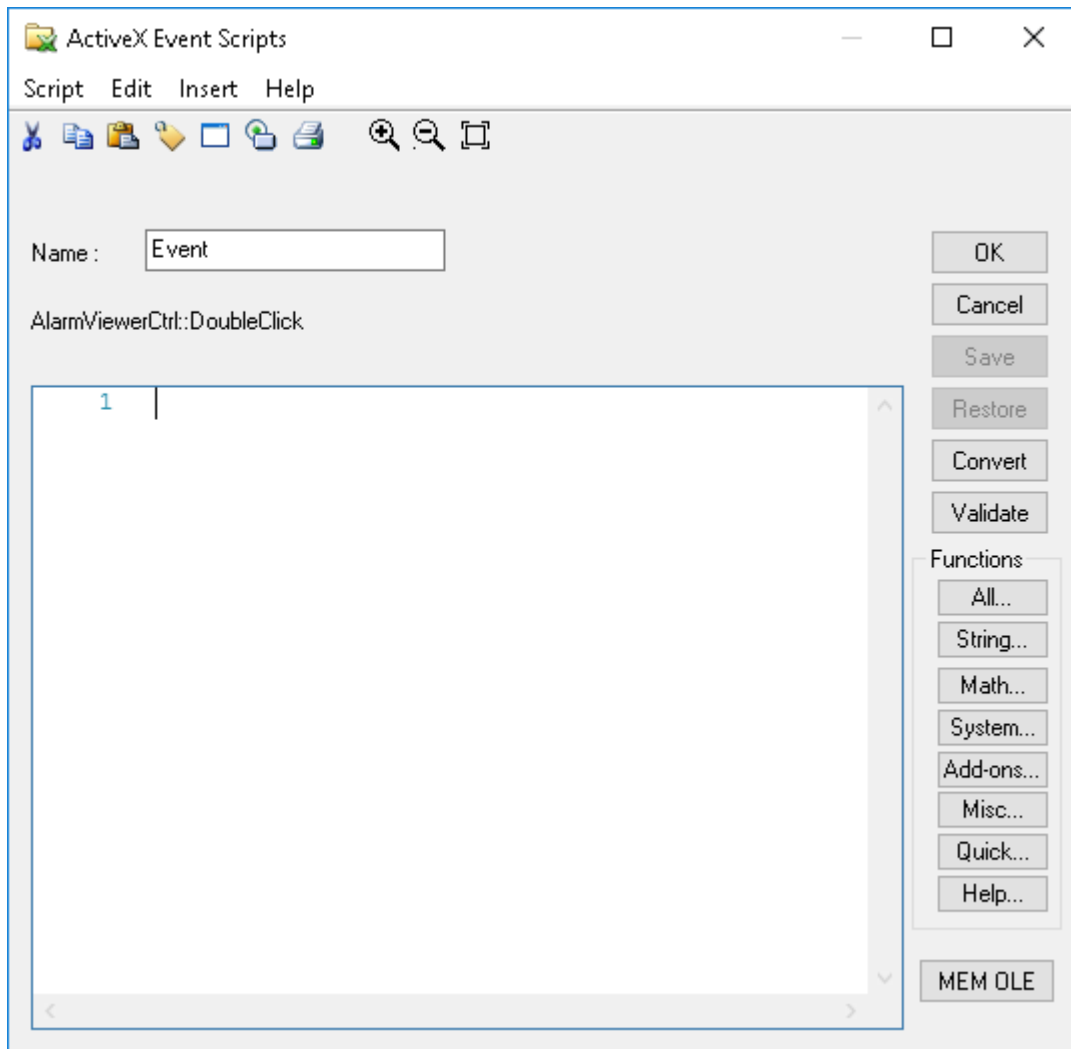 ActiveX Event Scripts
Script Edit Insert Help
Name : Event
OK
AlarmViewerCtrl::DoubleClick
Cancel
Save
1
Restore
Convert
Validate
Functions
All...
String...
Math...
System...
Add-ons...
Misc...
Quick...
Help...
MEM OLE